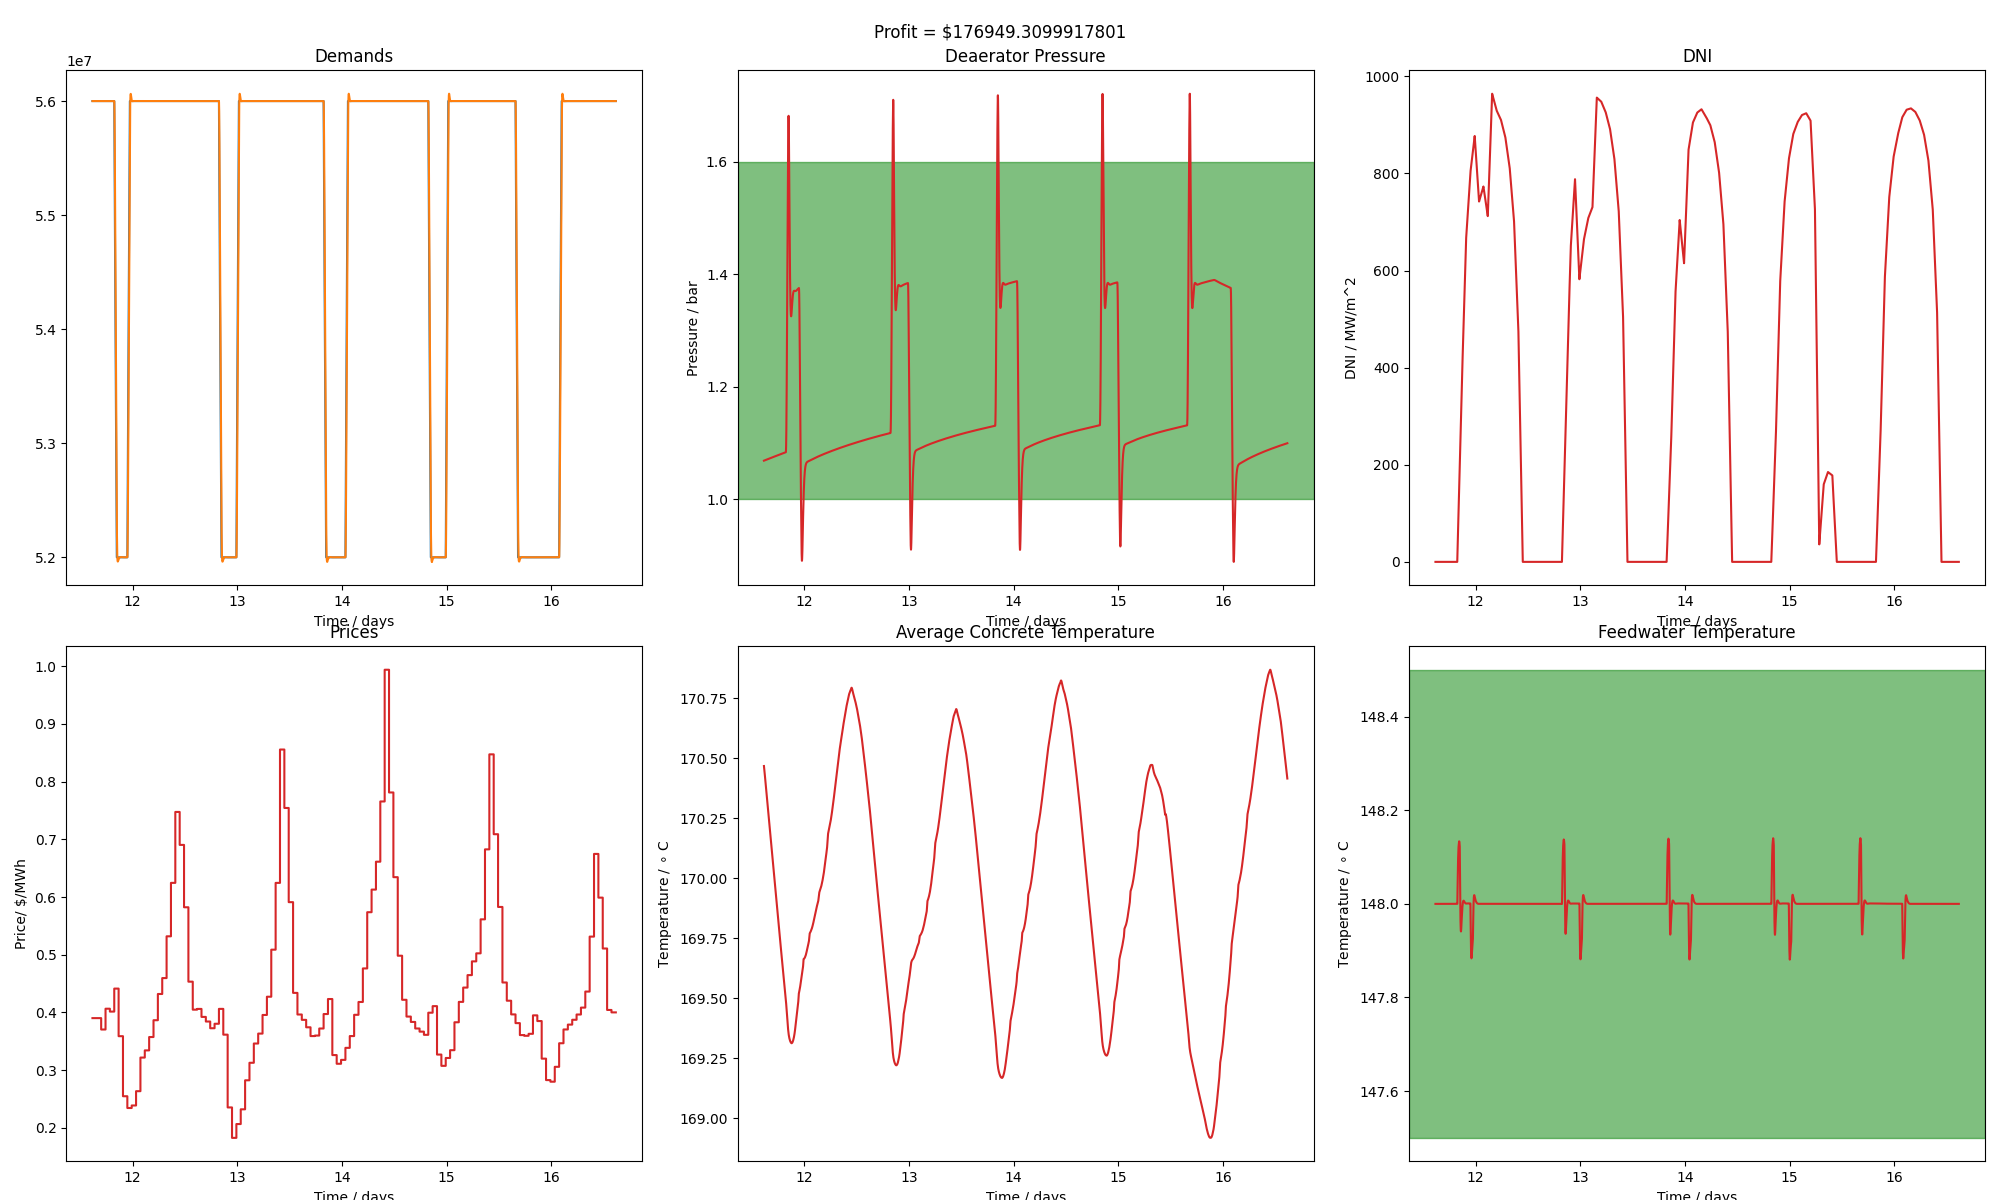 Profit = $176949.3099917801
Demands
1e7
5.6
5.5
5.4
5.3
5.2
12 13 14 15 16
Time / days
Deaerator Pressure
Pressure / bar
1.6
1.4
1.2
1.0
12 13 14 15 16
Time / days
DNI
DNI / MW/m^2
1000
800
600
400
200
0
12 13 14 15 16
Time / days
Prices
Price/ $/MWh
1.0
0.9
0.8
0.7
0.6
0.5
0.4
0.3
0.2
12 13 14 15 16
Time / days
Average Concrete Temperature
Temperature / ∘ C
170.75
170.50
170.25
170.00
169.75
169.50
169.25
169.00
12 13 14 15 16
Time / days
Feedwater Temperature
Temperature / ∘ C
148.4
148.2
148.0
147.8
147.6
12 13 14 15 16
Time / days